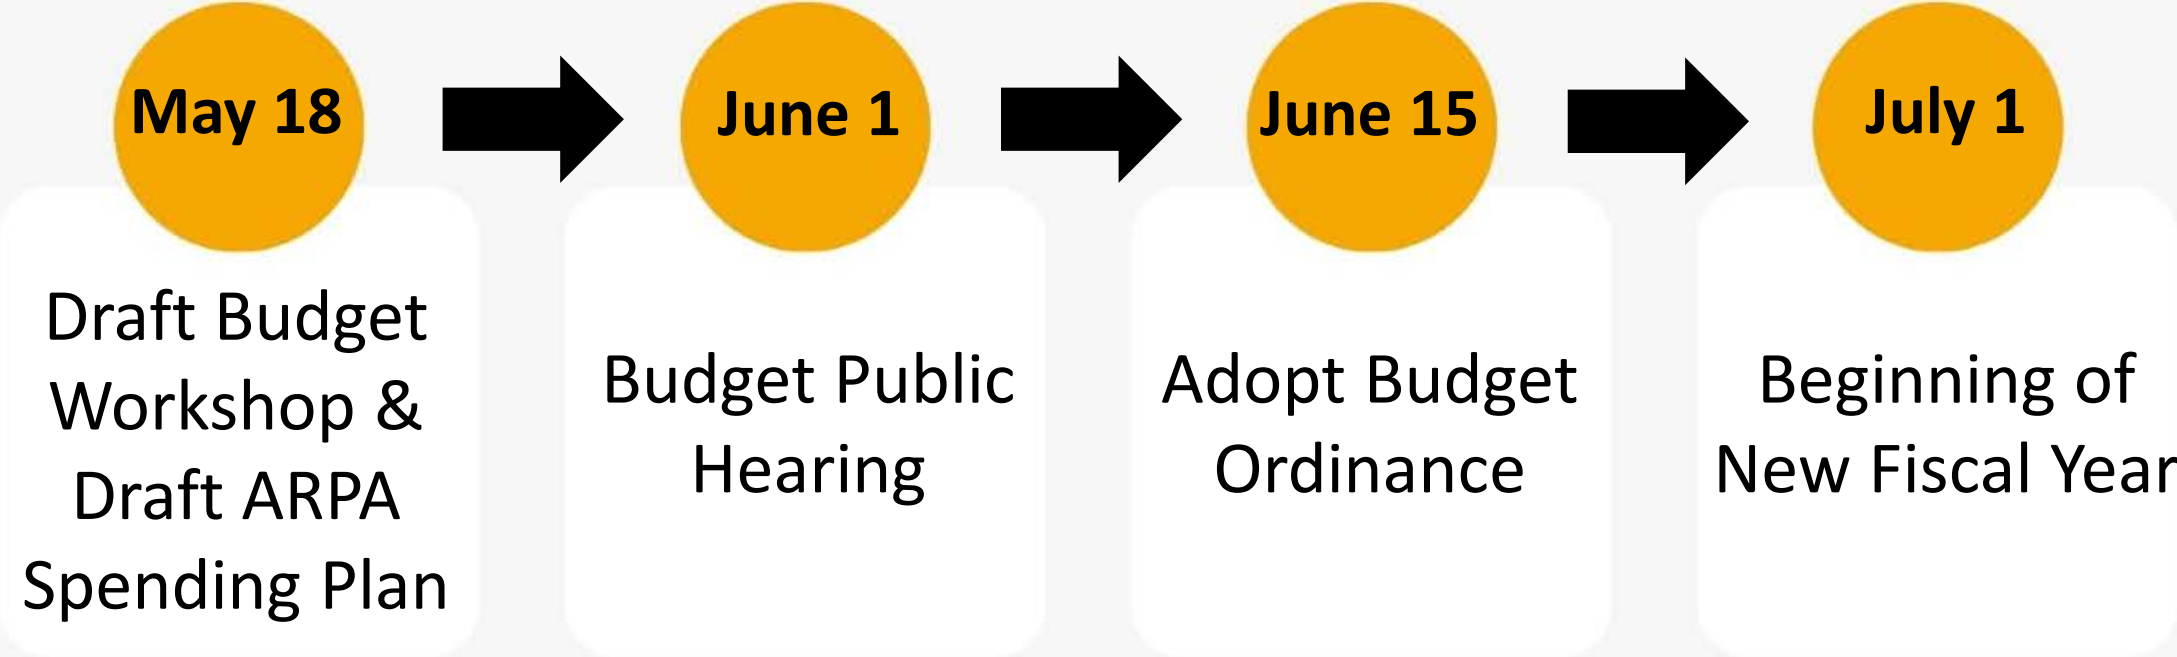 May 18
Draft Budget
Workshop &
Draft ARPA
Spending Plan
June 1
Budget Public
Hearing
June 15
Adopt Budget
Ordinance
July 1
Beginning of
New Fiscal Year